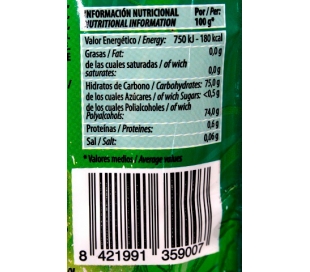 INFORMACIÓN NUTRICIONAL Por / Per:
NUTRITIONAL INFORMATION 100 g*
Valor Energético / Energy: 750 kJ - 180 kcal
Grasas / Fat: 0,0 g
de las cuales saturadas / of wich
saturates: 0,0 g
Hidratos de Carbono / Carbohydrates: 75,0 g
de los cuales Azúcares / of wich Sugars: <0,5 g
de los cuales Polialcoholes / of wich
Polyalcohols: 74,0 g
Proteínas / Proteins: 0,6 g
Sal / Salt: 0,06 g
* Valores medios / Average values
8 421991 359007